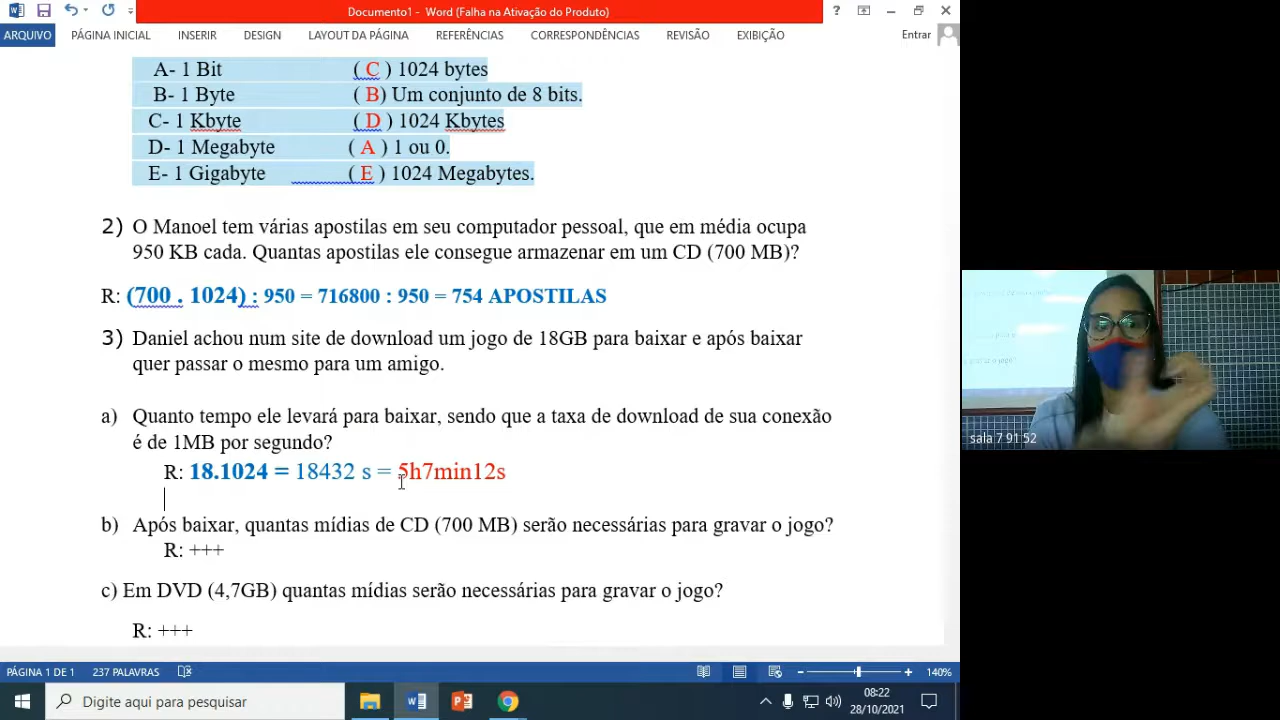 Documento1 - Word (Falha na Ativação do Produto)
ARQUIVO PÁGINA INICIAL INSERIR DESIGN LAYOUT DA PÁGINA REFERÊNCIAS CORRESPONDÊNCIAS REVISÃO EXIBIÇÃO Entrar
A- 1 Bit ( C ) 1024 bytes
B- 1 Byte ( B) Um conjunto de 8 bits.
C- 1 Kbyte ( D ) 1024 Kbytes
D- 1 Megabyte ( A ) 1 ou 0.
E- 1 Gigabyte ( E ) 1024 Megabytes.
2) O Manoel tem várias apostilas em seu computador pessoal, que em média ocupa
950 KB cada. Quantas apostilas ele consegue armazenar em um CD (700 MB)?
R: (700 . 1024) : 950 = 716800 : 950 = 754 APOSTILAS
3) Daniel achou num site de download um jogo de 18GB para baixar e após baixar
quer passar o mesmo para um amigo.
a) Quanto tempo ele levará para baixar, sendo que a taxa de download de sua conexão
é de 1MB por segundo?
R: 18.1024 = 18432 s = 5h7min12s
b) Após baixar, quantas mídias de CD (700 MB) serão necessárias para gravar o jogo?
R: +++
c) Em DVD (4,7GB) quantas mídias serão necessárias para gravar o jogo?
R: +++
sala 7 91 52
PÁGINA 1 DE 1 237 PALAVRAS 140%
Digite aqui para pesquisar
08:22
28/10/2021